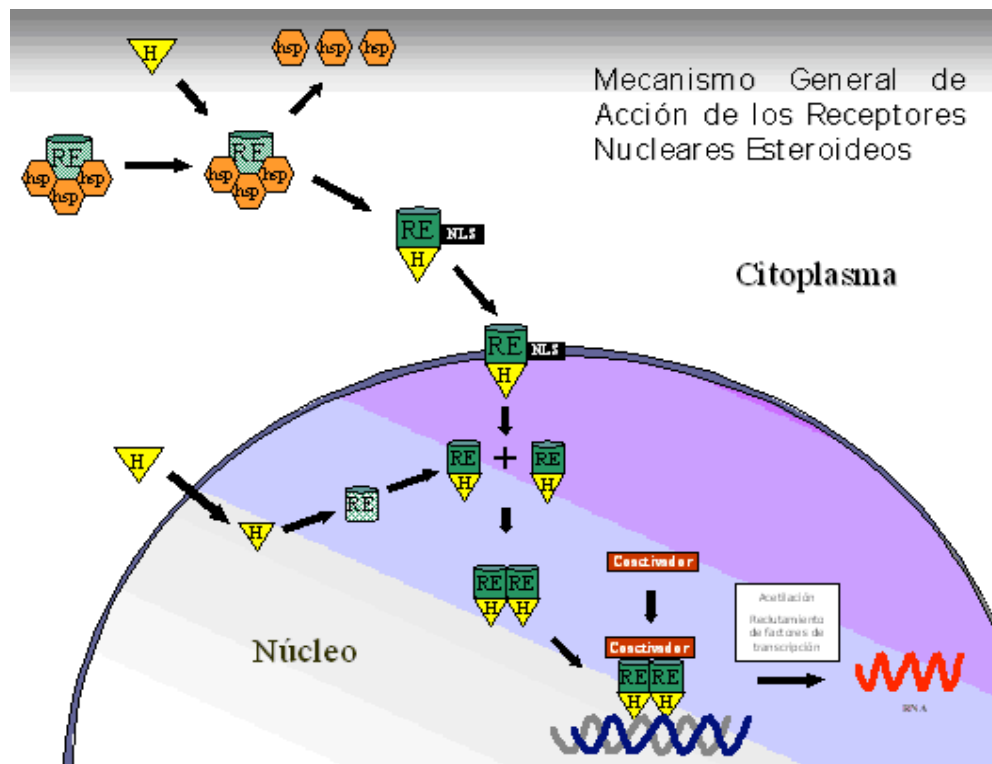 H
hsp hsp hsp
Mecanismo General de
Acción de los Receptores
Nucleares Esteroideos
RE
hsp hsp
hsp
RE
hsp hsp
hsp
RE NLS
H
Citoplasma
RE NLS
H
H
RE + RE
H H
RE
H
RE RE
H H
Coactivador
Acetilación
Reclutamiento
de factores de
transcripción
Núcleo
Coactivador
RE RE
H H
RNA